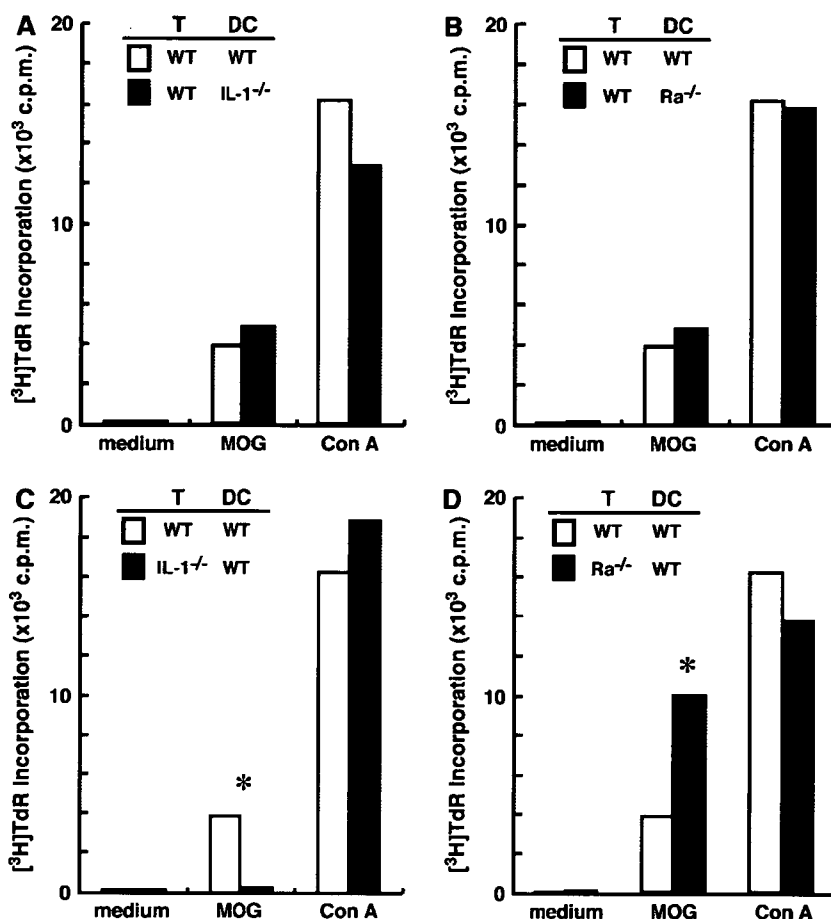 A
T DC
WT WT
WT IL-1-/-
20
10
0
[3H]TdR Incorporation (x10³ c.p.m.)
medium MOG Con A
B
T DC
WT WT
WT Ra-/-
20
10
0
[3H]TdR Incorporation (x10³ c.p.m.)
medium MOG Con A
C
T DC
WT WT
IL-1-/- WT
20
10
0
[3H]TdR Incorporation (x10³ c.p.m.)
*
medium MOG Con A
D
T DC
WT WT
Ra-/- WT
20
10
0
[3H]TdR Incorporation (x10³ c.p.m.)
*
medium MOG Con A